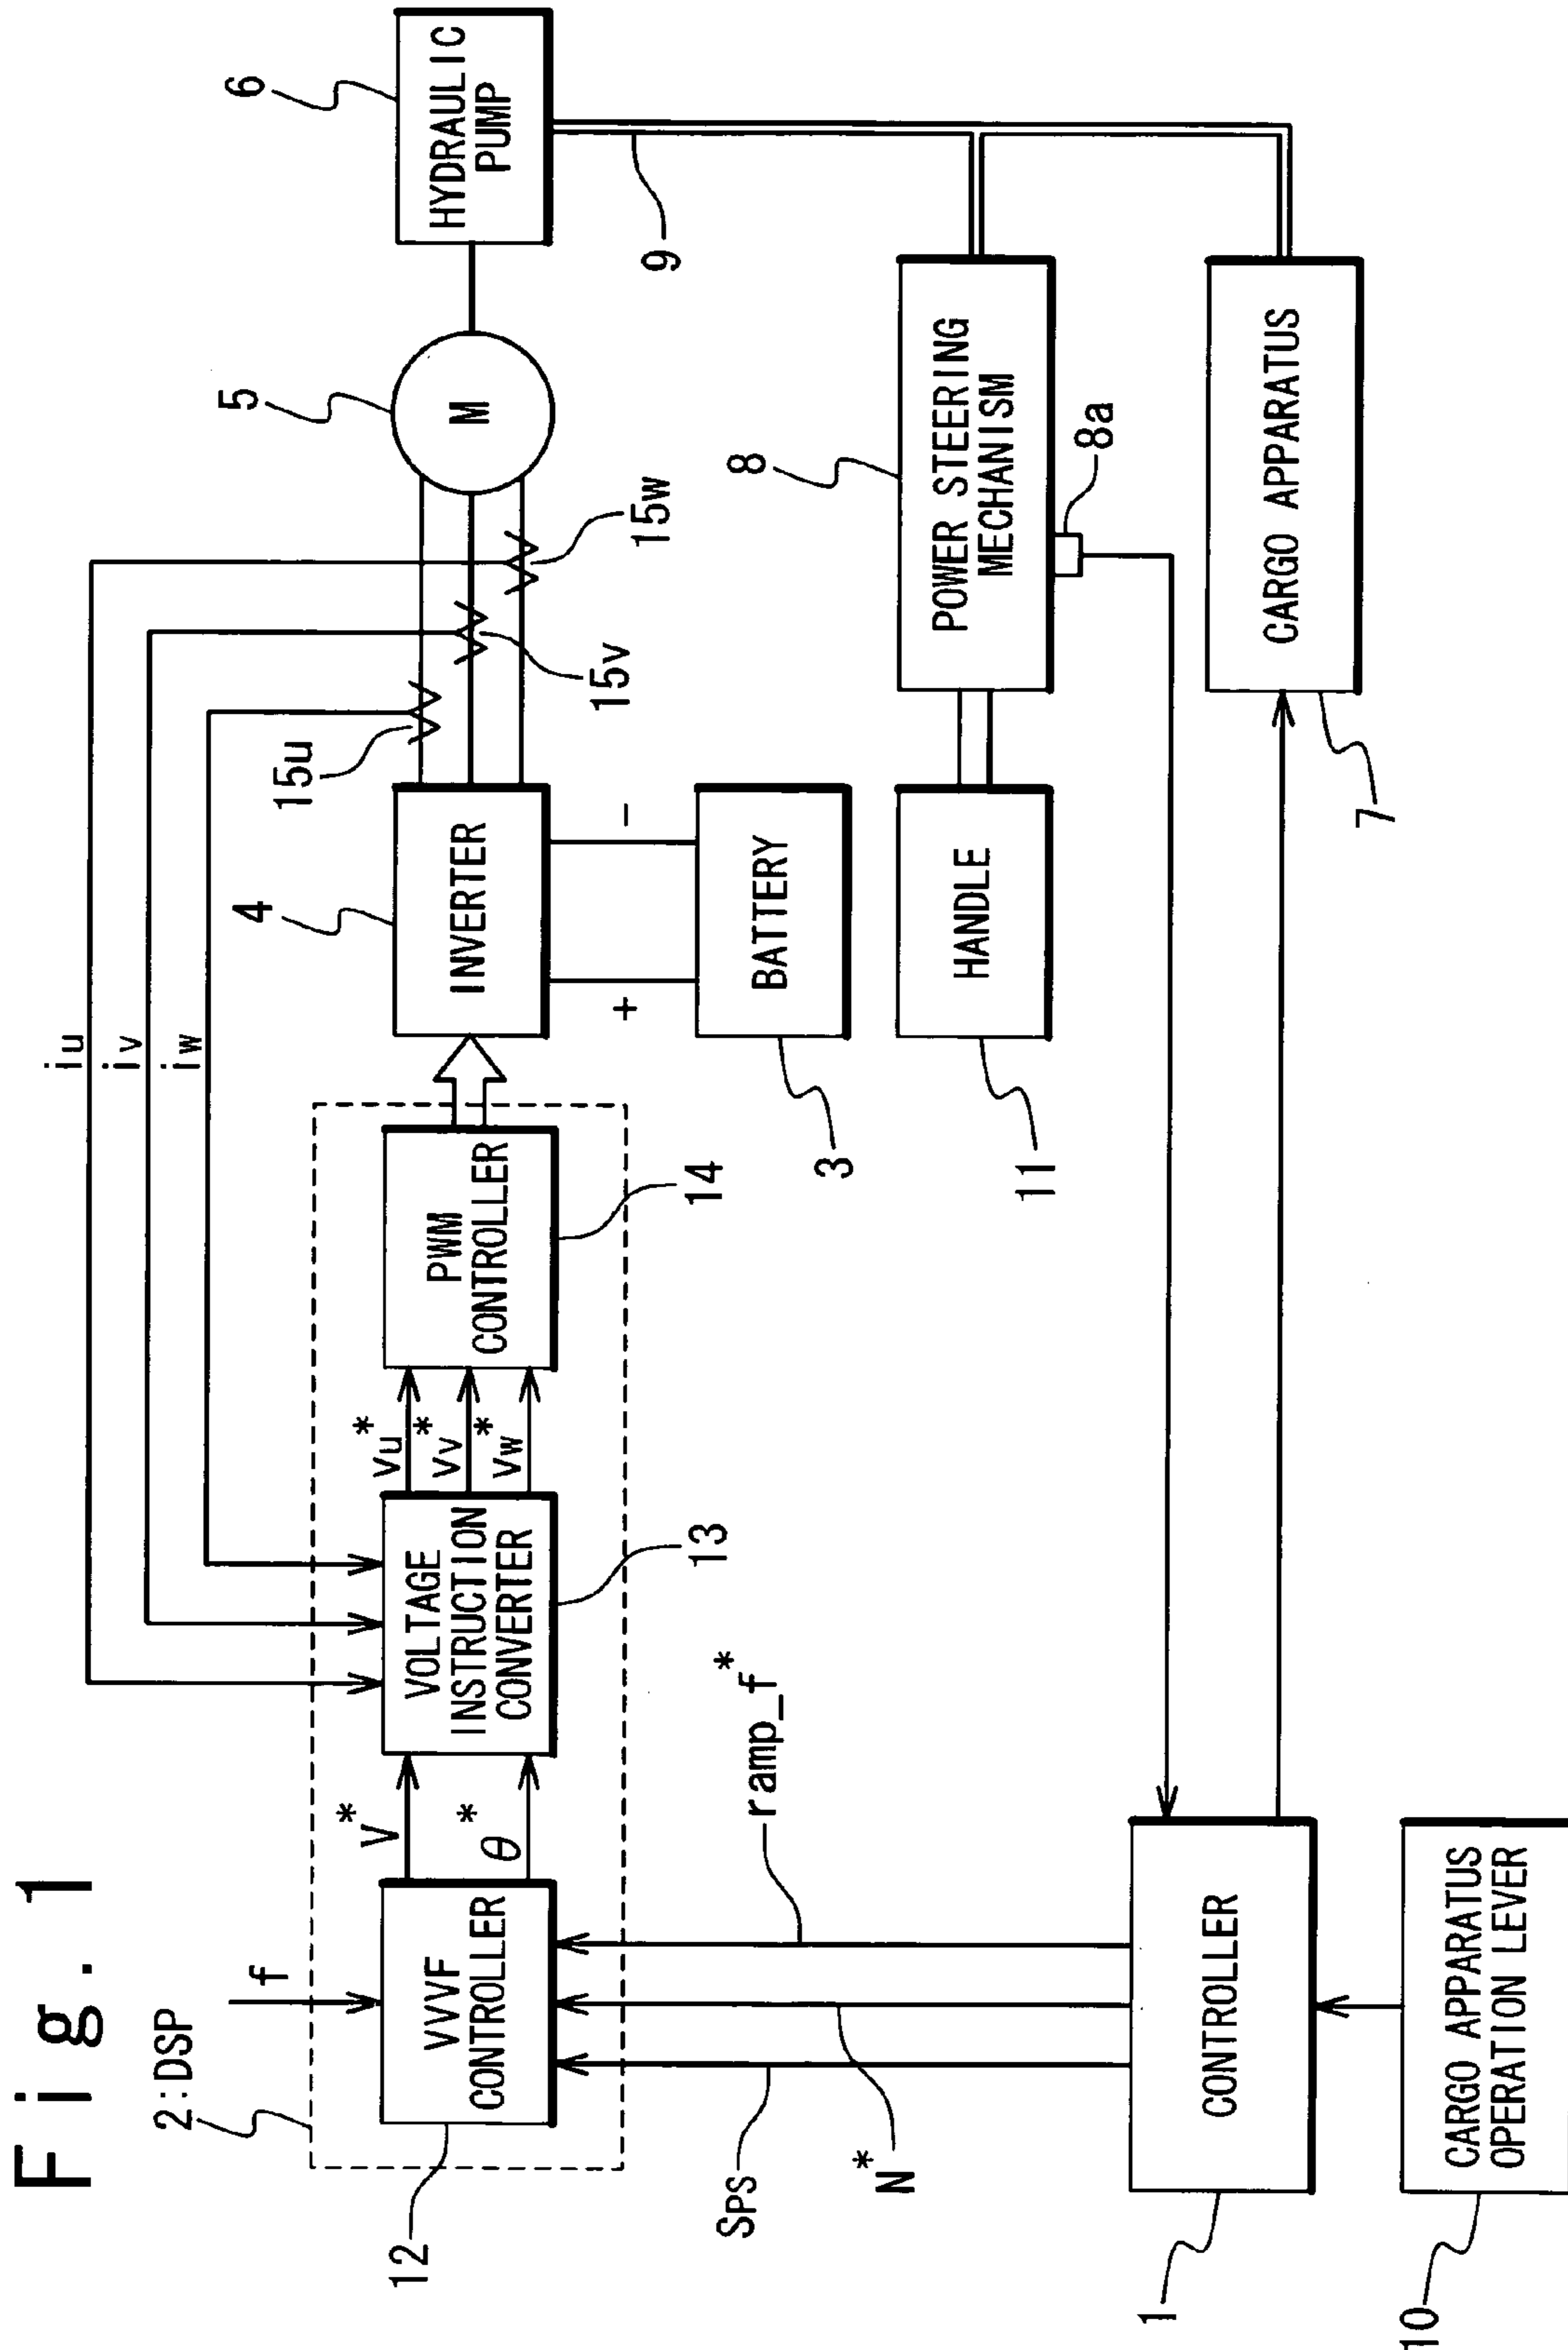 Fig. 1
iu
iv
iw
2:DSP
f
12
VVVF
CONTROLLER
V*
θ*
VOLTAGE
INSTRUCTION
CONVERTER
13
Vu*
Vv*
Vw*
PWM
CONTROLLER
14
4
INVERTER
+
-
BATTERY
3
15u
15v
15w
5
M
6
HYDRAULIC
PUMP
9
SPS
N*
ramp_f*
11
HANDLE
8
POWER STEERING
MECHANISM
8a
1
CONTROLLER
7
CARGO APPARATUS
10
CARGO APPARATUS
OPERATION LEVER